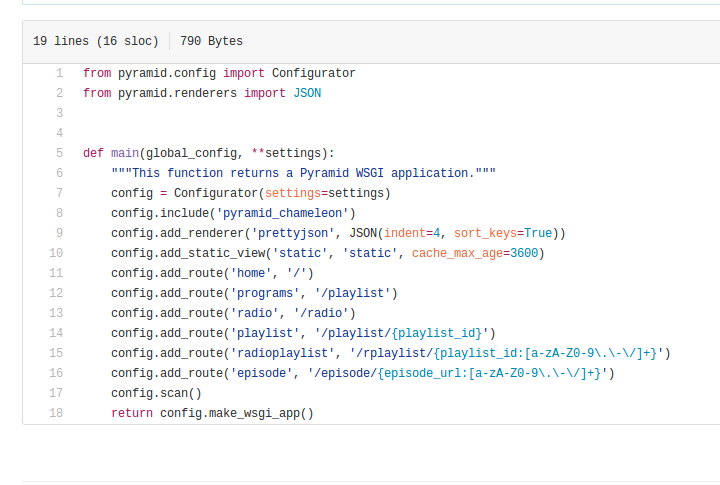 19 lines (16 sloc) 790 Bytes
1 from pyramid.config import Configurator
2 from pyramid.renderers import JSON
3
4
5 def main(global_config, **settings):
6     """This function returns a Pyramid WSGI application."""
7     config = Configurator(settings=settings)
8     config.include('pyramid_chameleon')
9     config.add_renderer('prettyjson', JSON(indent=4, sort_keys=True))
10     config.add_static_view('static', 'static', cache_max_age=3600)
11     config.add_route('home', '/')
12     config.add_route('programs', '/playlist')
13     config.add_route('radio', '/radio')
14     config.add_route('playlist', '/playlist/{playlist_id}')
15     config.add_route('radioplaylist', '/rplaylist/{playlist_id:[a-zA-Z0-9\.\-\/]+}')
16     config.add_route('episode', '/episode/{episode_url:[a-zA-Z0-9\.\-\/]+}')
17     config.scan()
18     return config.make_wsgi_app()